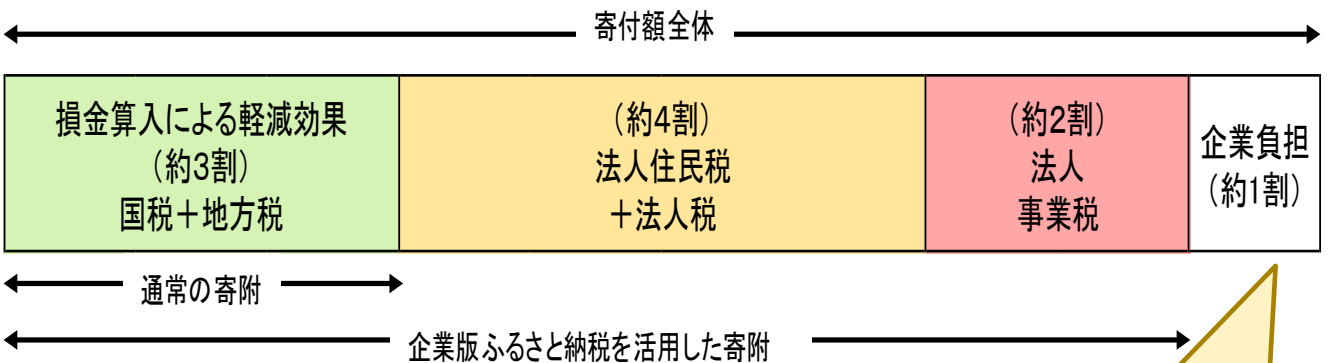 寄付額全体
損金算入による軽減効果
（約3割）
国税＋地方税
（約4割）
法人住民税
＋法人税
（約2割）
法人
事業税
企業負担
（約1割）
通常の寄附
企業版ふるさと納税を活用した寄附